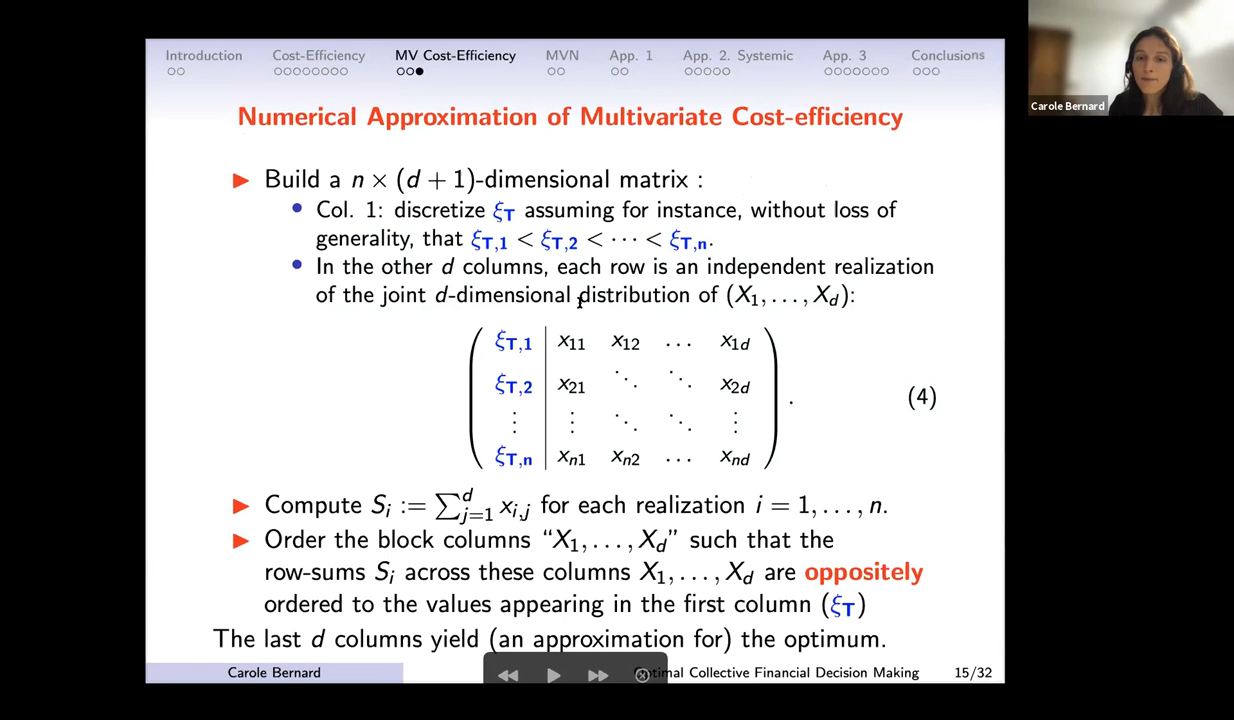 Introduction Cost-Efficiency MV Cost-Efficiency MVN App. 1 App. 2. Systemic App. 3 Conclusions
Carole Bernard
Numerical Approximation of Multivariate Cost-efficiency
▶ Build a n × (d + 1)-dimensional matrix :
• Col. 1: discretize ξT assuming for instance, without loss of
generality, that ξT,1 < ξT,2 < · · · < ξT,n.
• In the other d columns, each row is an independent realization
of the joint d-dimensional distribution of (X1, . . . , Xd):
ξT,1 x11 x12 . . . x1d
ξT,2 x21 ⋱ ⋱ x2d
⋮ ⋮ ⋱ ⋱ ⋮ . (4)
ξT,n xn1 xn2 . . . xnd
▶ Compute Si := ∑dj=1 xi,j for each realization i = 1, . . . , n.
▶ Order the block columns “X1, . . . , Xd” such that the
row-sums Si across these columns X1, . . . , Xd are oppositely
ordered to the values appearing in the first column (ξT)
The last d columns yield (an approximation for) the optimum.
Carole Bernard timal Collective Financial Decision Making 15/32